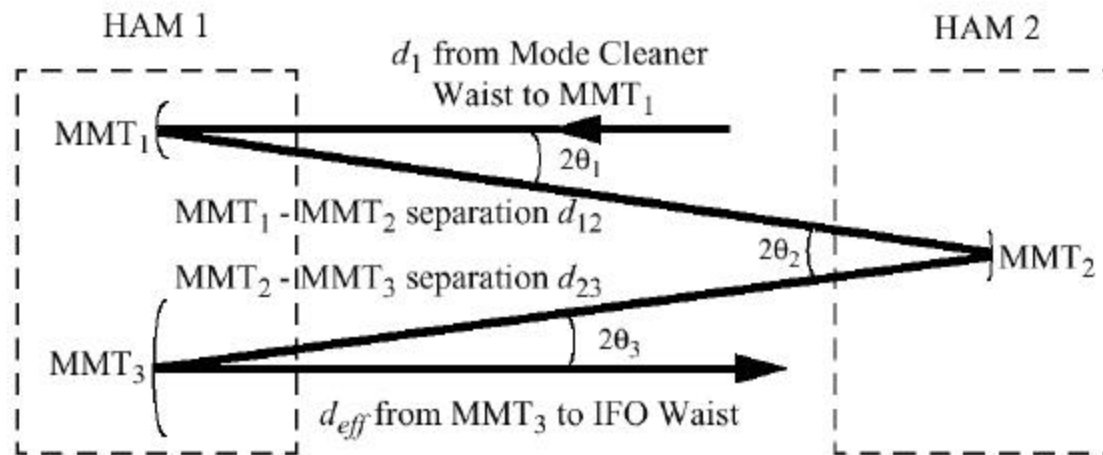 HAM 1
HAM 2
d₁ from Mode Cleaner
Waist to MMT₁
MMT₁
2θ₁
MMT₁ - MMT₂ separation d₁₂
2θ₂
MMT₂
MMT₂ - MMT₃ separation d₂₃
2θ₃
MMT₃
d_eff from MMT₃ to IFO Waist